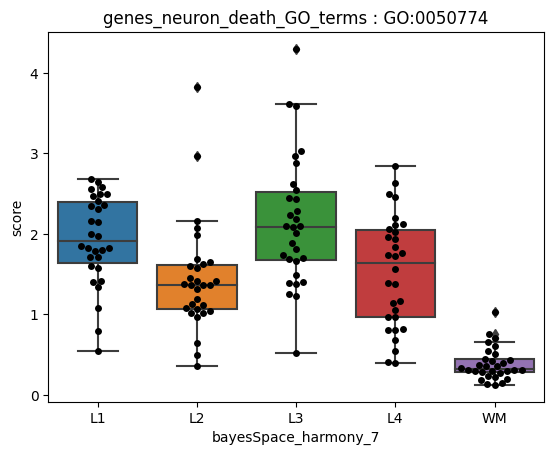 genes_neuron_death_GO_terms : GO:0050774
4
3
2
1
0
score
L1 L2 L3 L4 WM
bayesSpace_harmony_7